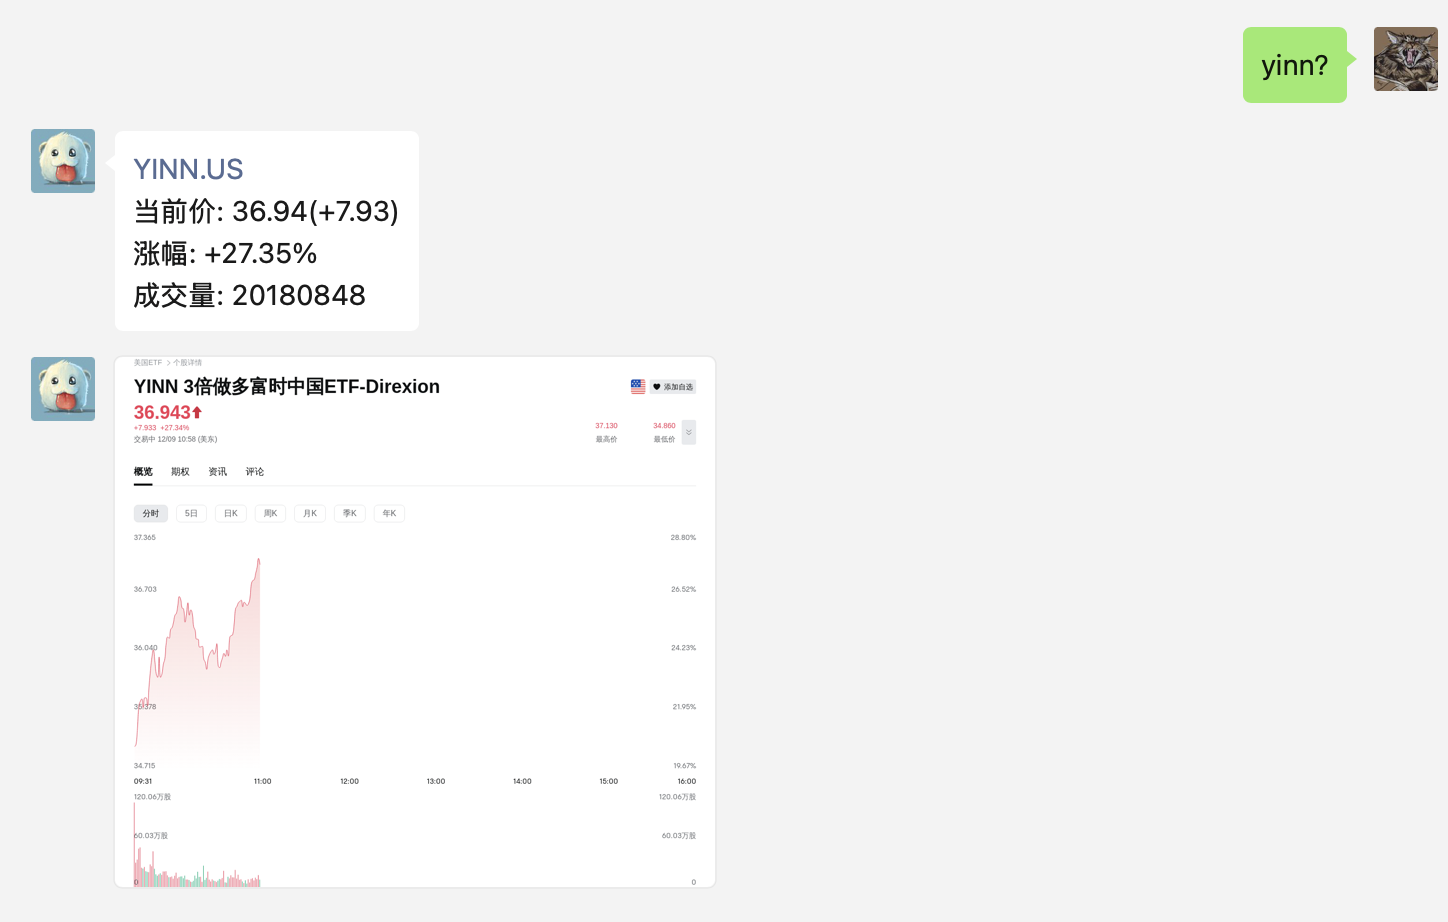 yinn?
YINN.US
当前价: 36.94(+7.93)
涨幅: +27.35%
成交量: 20180848
美国ETF > 个股详情
YINN 3倍做多富时中国ETF-Direxion
添加自选
36.943
+7.933 +27.34%
交易中 12/09 10:58 (美东)
37.130
最高价
34.860
最低价
概览 期权 资讯 评论
分时 5日 日K 周K 月K 季K 年K
37.365 28.80%
36.703 26.52%
36.040 24.23%
35.378 21.95%
34.715 19.67%
09:31 11:00 12:00 13:00 14:00 15:00 16:00
120.06万股 120.06万股
60.03万股 60.03万股
0 0